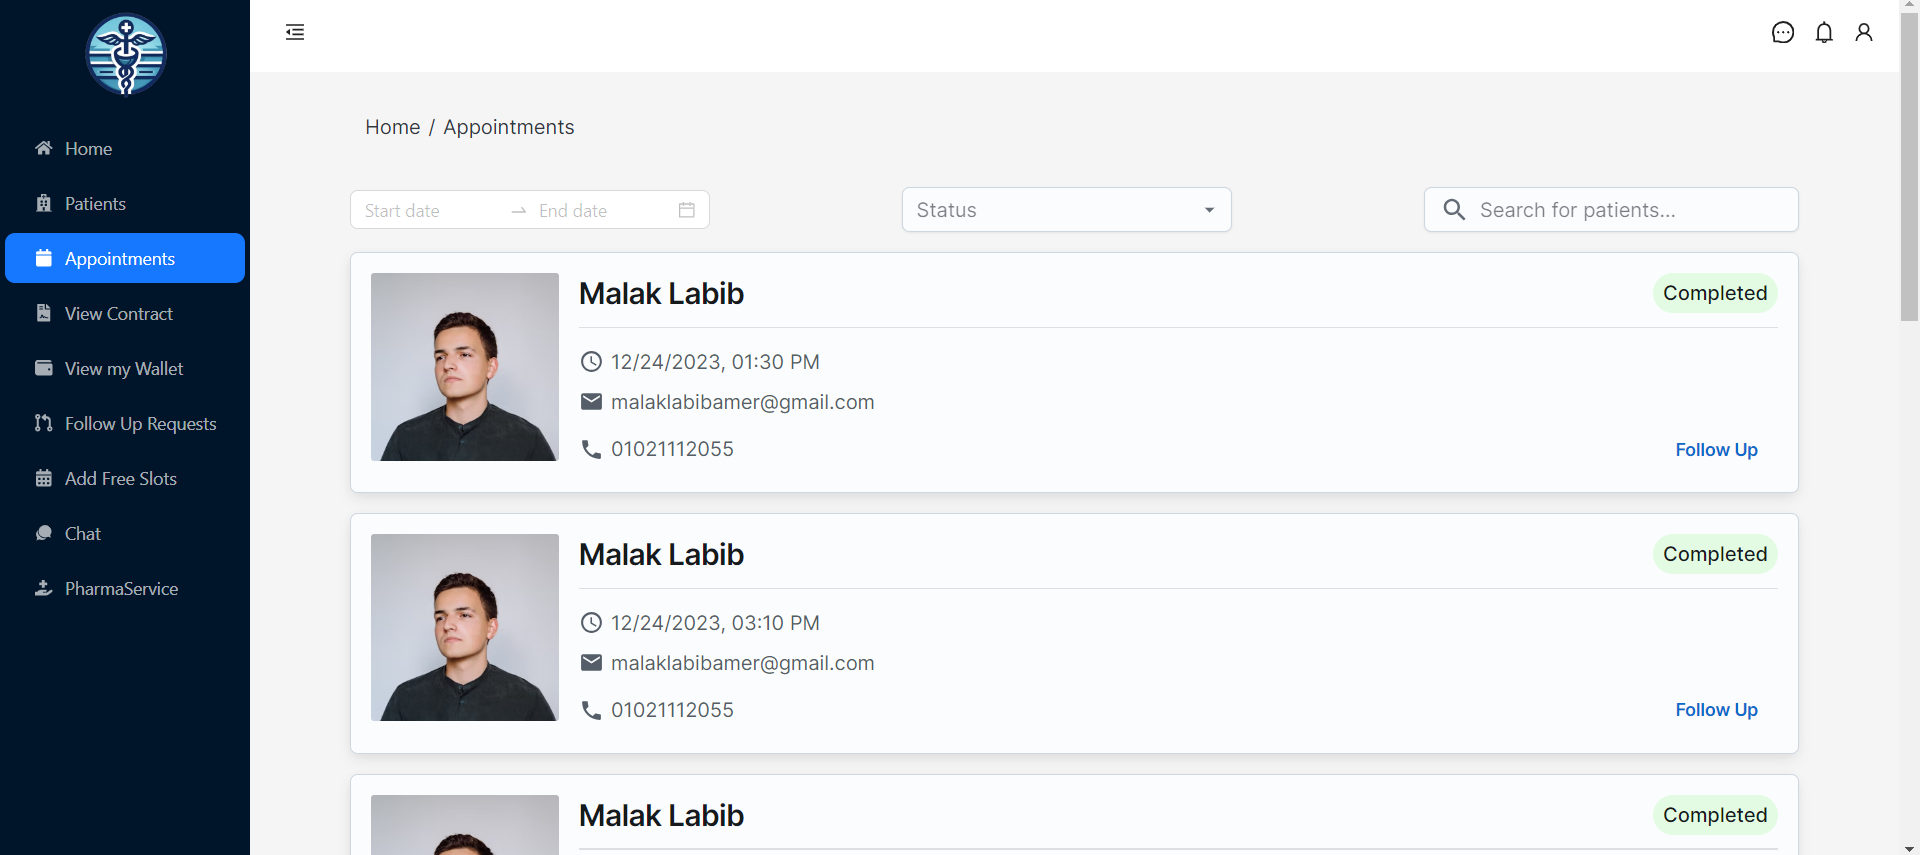 Home
Patients
Appointments
View Contract
View my Wallet
Follow Up Requests
Add Free Slots
Chat
PharmaService
Home / Appointments
Start date → End date
Status
Search for patients...
Malak Labib
Completed
12/24/2023, 01:30 PM
malaklabibamer@gmail.com
01021112055
Follow Up
Malak Labib
Completed
12/24/2023, 03:10 PM
malaklabibamer@gmail.com
01021112055
Follow Up
Malak Labib
Completed